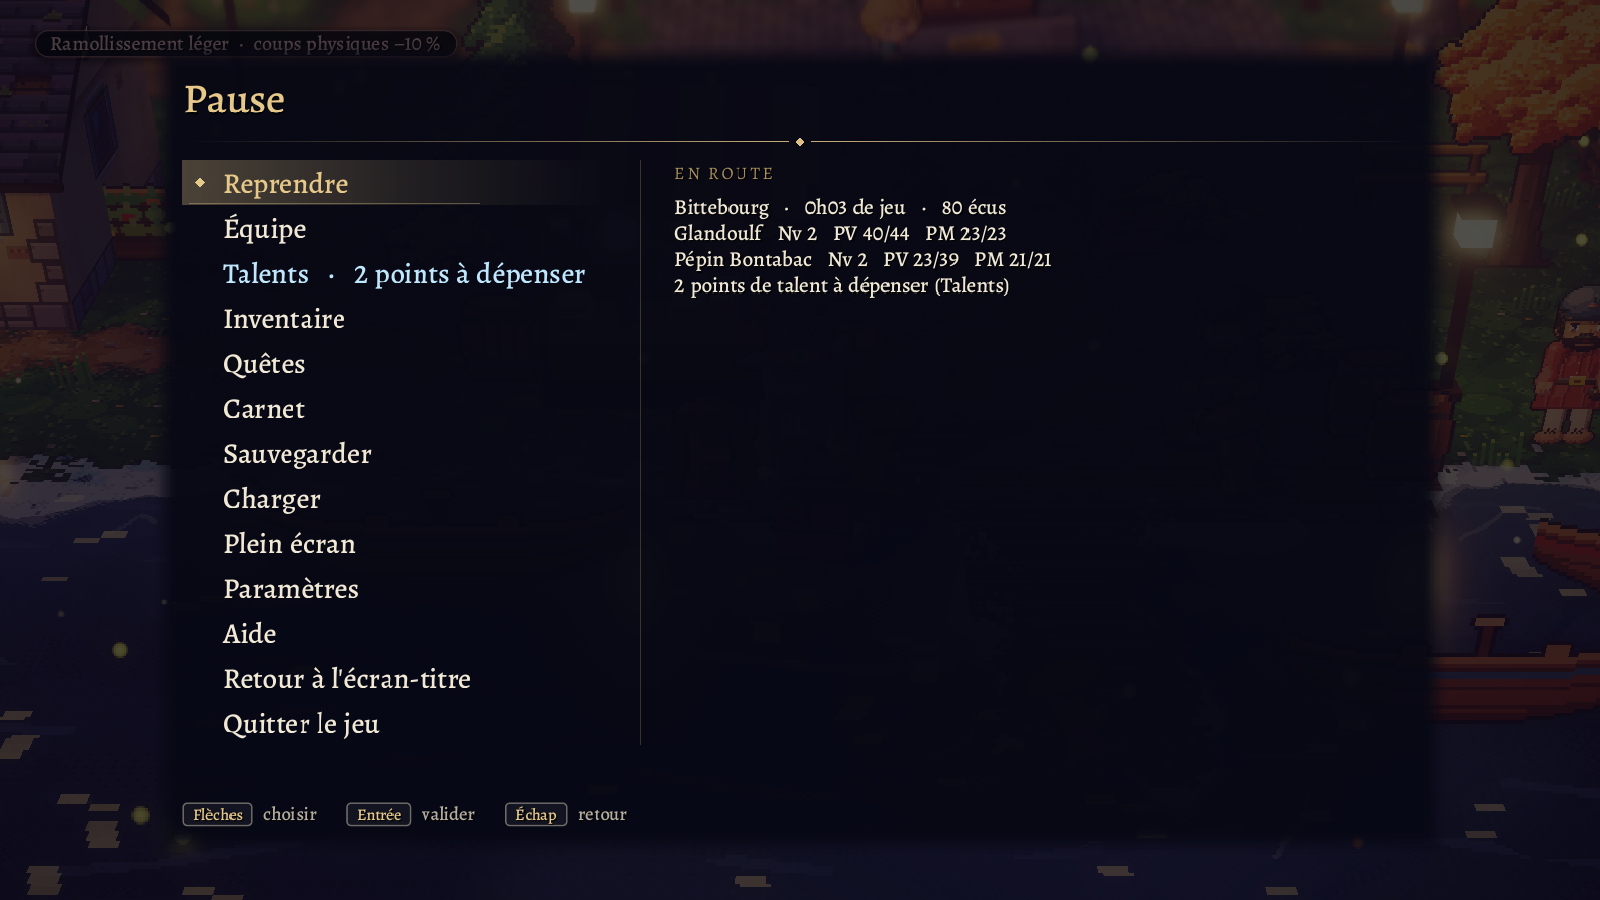 Ramollissement léger · coups physiques −10 %
Pause
Reprendre
Équipe
Talents · 2 points à dépenser
Inventaire
Quêtes
Carnet
Sauvegarder
Charger
Plein écran
Paramètres
Aide
Retour à l'écran-titre
Quitter le jeu
EN ROUTE
Bittebourg · 0h03 de jeu · 80 écus
Glandoulf Nv 2 PV 40/44 PM 23/23
Pépin Bontabac Nv 2 PV 23/39 PM 21/21
2 points de talent à dépenser (Talents)
Flèches choisir Entrée valider Échap retour